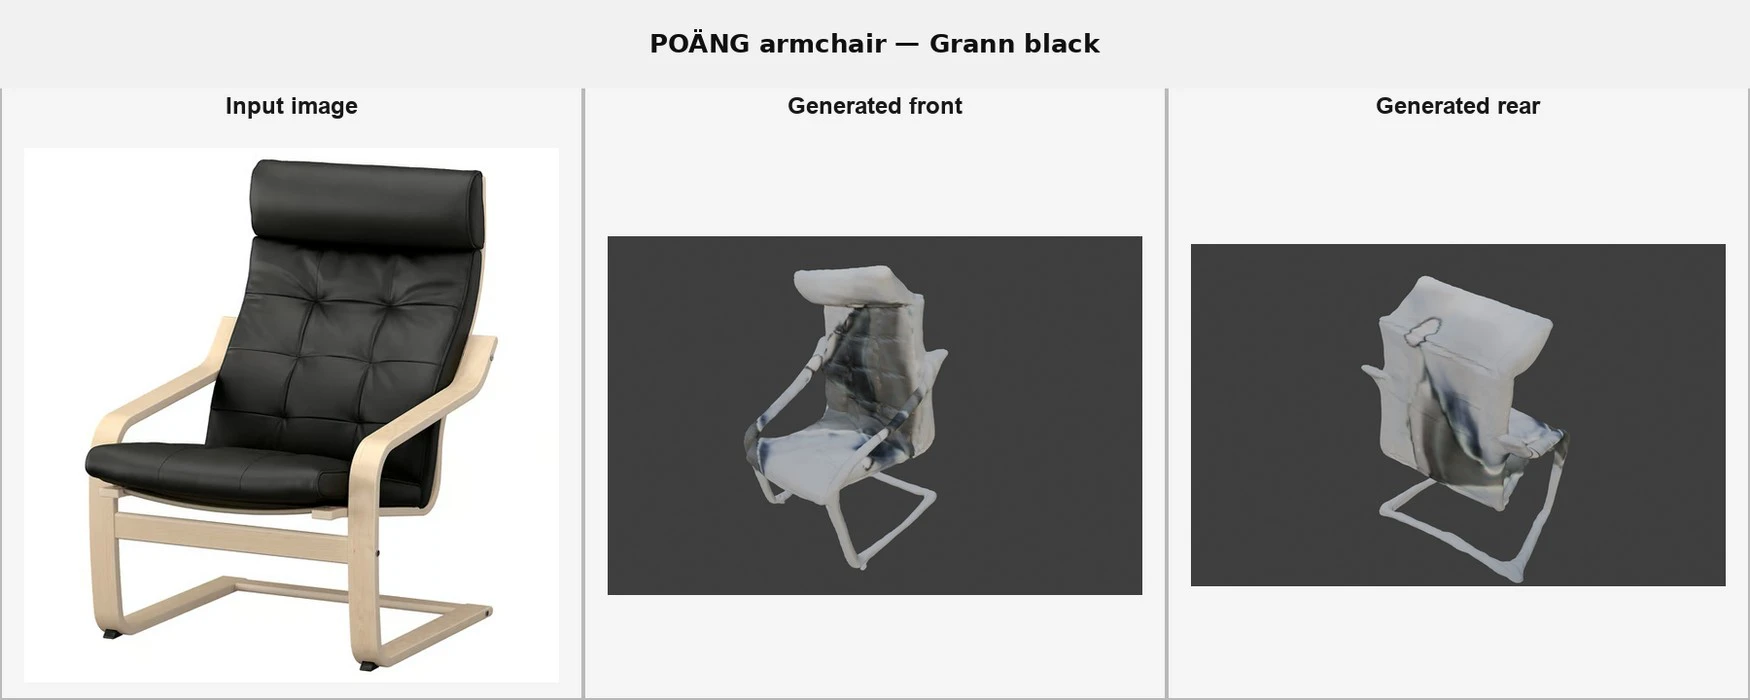 POÄNG armchair — Grann black
Input image
Generated front
Generated rear